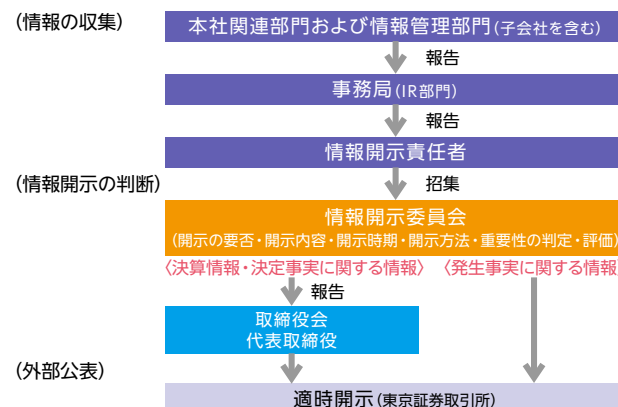 (情報の収集)
本社関連部門および情報管理部門(子会社を含む)
報告
事務局(IR部門)
報告
情報開示責任者
(情報開示の判断)
招集
情報開示委員会
(開示の要否・開示内容・開示時期・開示方法・重要性の判定・評価)
〈決算情報・決定事実に関する情報〉 〈発生事実に関する情報
報告
取締役会
代表取締役
(外部公表)
適時開示(東京証券取引所)